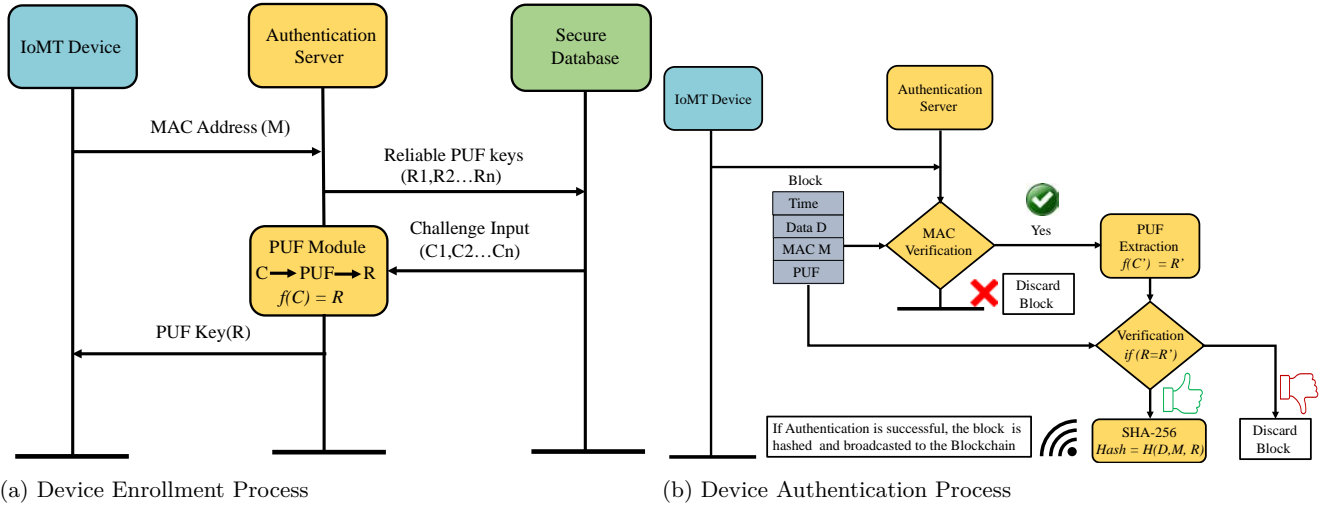 IoMT Device
Authentication
Server
Secure
Database
MAC Address (M)
Reliable PUF keys
(R1,R2...Rn)
Challenge Input
(C1,C2...Cn)
PUF Module
C PUF R
f(C) = R
PUF Key(R)
(a) Device Enrollment Process
IoMT Device
Authentication
Server
Block
Time
Data D
MAC M
PUF
MAC
Verification
Yes
PUF
Extraction
f(C’) = R’
Discard
Block
Verification
if (R=R’)
If Authentication is successful, the block is
hashed and broadcasted to the Blockchain
SHA-256
Hash = H(D,M, R)
Discard
Block
(b) Device Authentication Process